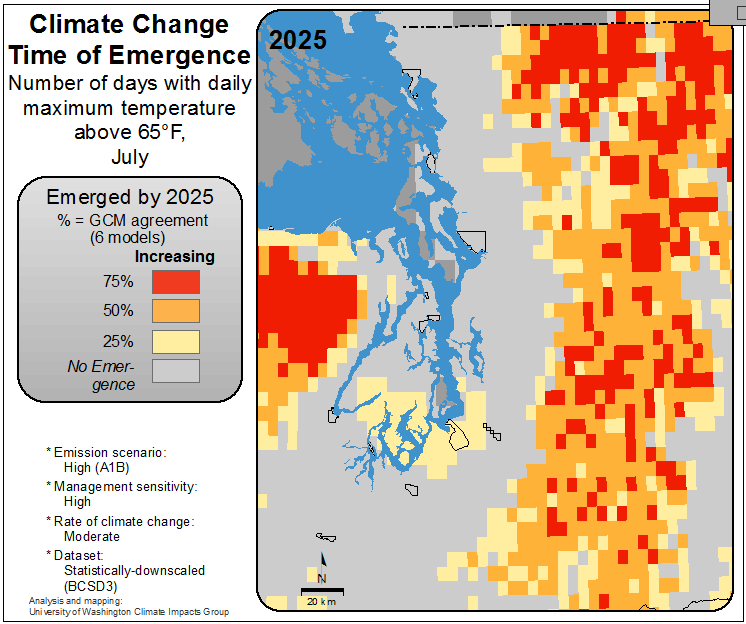 Climate Change
Time of Emergence
Number of days with daily
maximum temperature
above 65°F,
July
2025
Emerged by 2025
% = GCM agreement
(6 models)
Increasing
75%
50%
25%
No Emer-
gence
* Emission scenario:
High (A1B)
* Management sensitivity:
High
* Rate of climate change:
Moderate
* Dataset:
Statistically-downscaled
(BCSD3)
Analysis and mapping:
University of Washington Climate Impacts Group
N
20 km